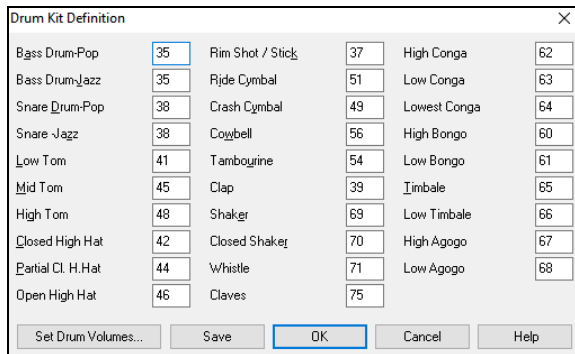 Drum Kit Definition
Bass Drum-Pop 35 Rim Shot / Stick 37 High Conga 62
Bass Drum-Jazz 35 Ride Cymbal 51 Low Conga 63
Snare Drum-Pop 38 Crash Cymbal 49 Lowest Conga 64
Snare -Jazz 38 Cowbell 56 High Bongo 60
Low Tom 41 Tambourine 54 Low Bongo 61
Mid Tom 45 Clap 39 Timbale 65
High Tom 48 Shaker 69 Low Timbale 66
Closed High Hat 42 Closed Shaker 70 High Agogo 67
Partial Cl. H.Hat 44 Whistle 71 Low Agogo 68
Open High Hat 46 Claves 75
Set Drum Volumes... Save OK Cancel Help